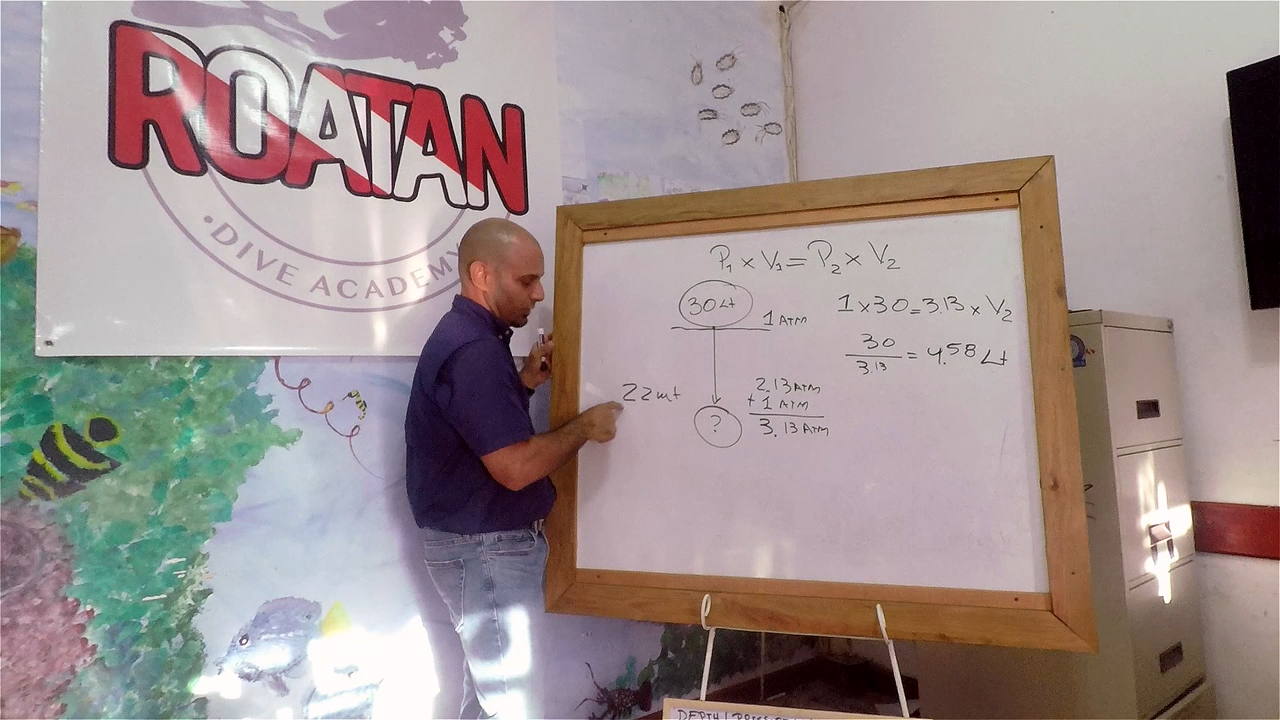 ROATAN
•DIVE ACADEMY
P₁ x V₁ = P₂ x V₂
30Lt
1 ATM
22mt
?
2.13 ATM
+ 1 ATM
3.13 ATM
1 x 30 = 3.13 x V₂
30
3.13
= 4.58 Lt
DEPTH